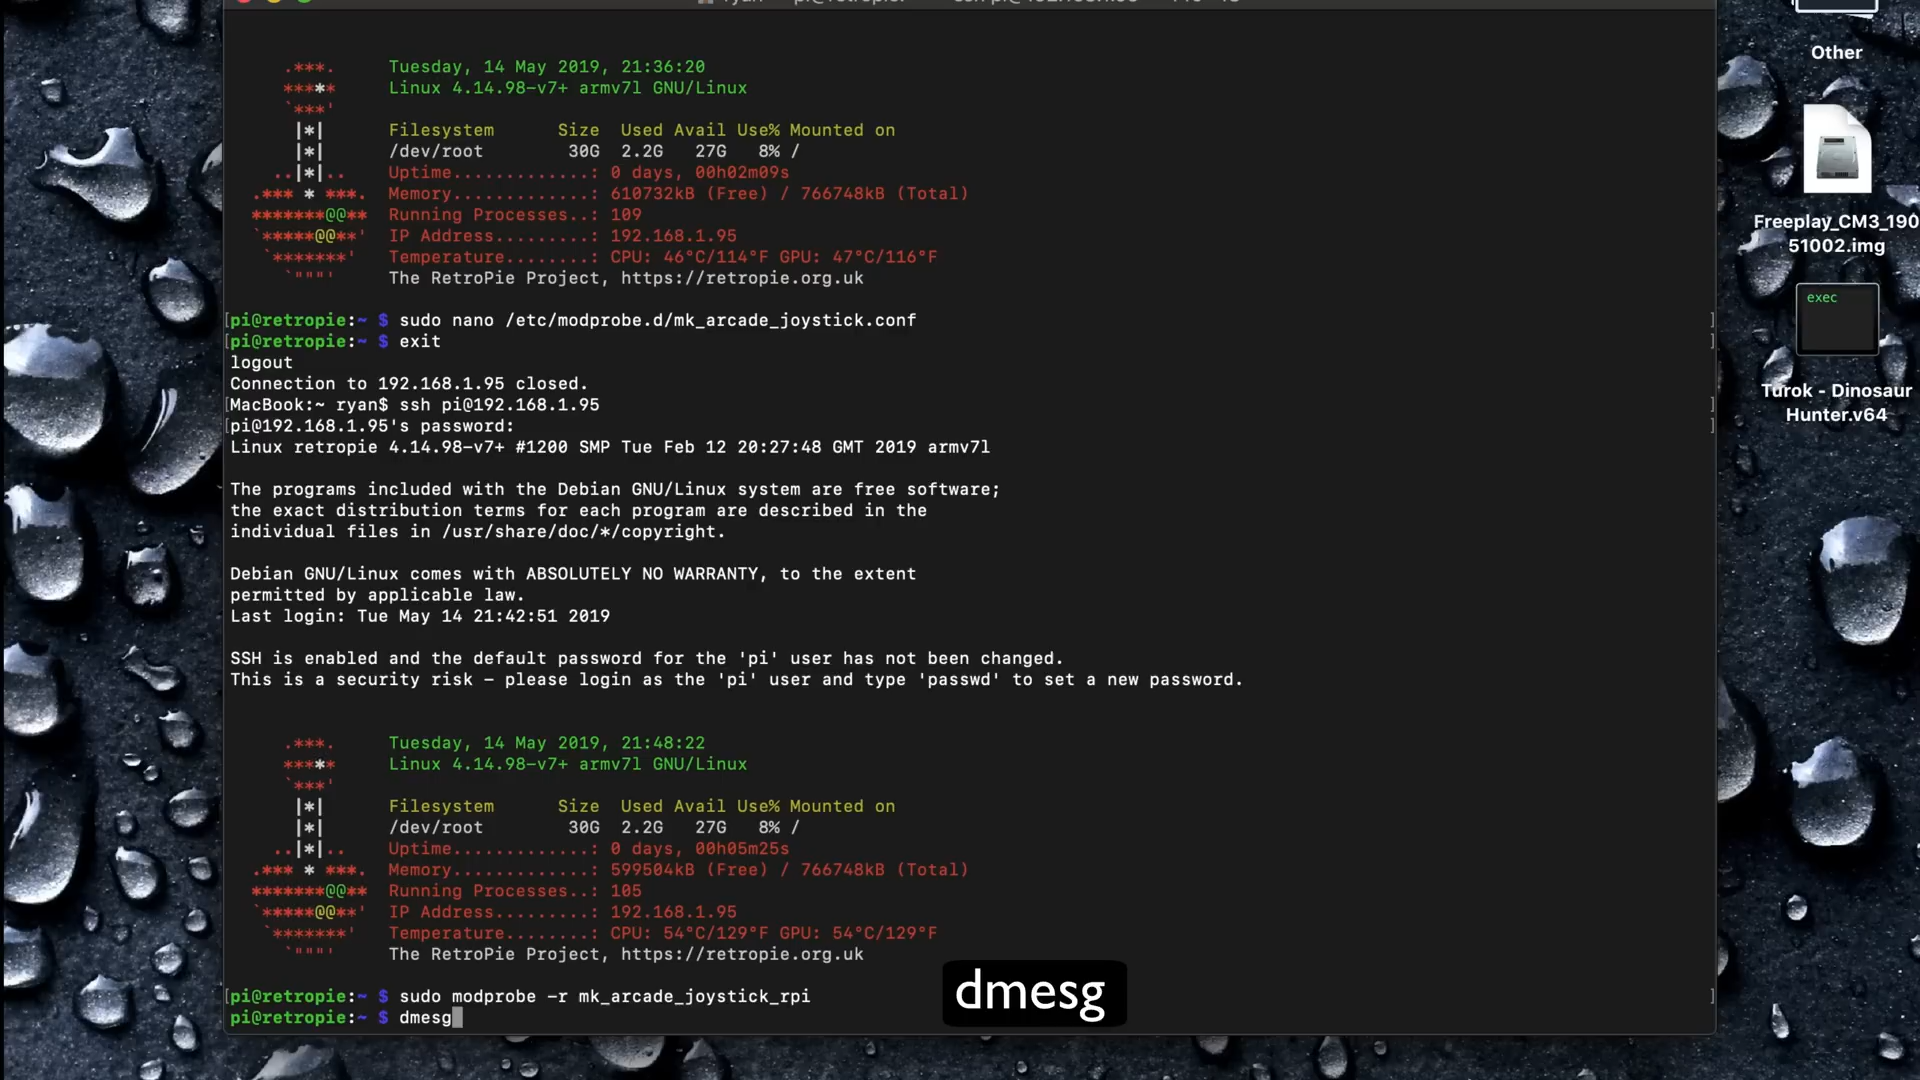 Tuesday, 14 May 2019, 21:36:20
Linux 4.14.98-v7+ armv7l GNU/Linux
Filesystem Size Used Avail Use% Mounted on
/dev/root 30G 2.2G 27G 8% /
Uptime.............: 0 days, 00h02m09s
Memory.............: 610732kB (Free) / 766748kB (Total)
Running Processes..: 109
IP Address.........: 192.168.1.95
Temperature........: CPU: 46°C/114°F GPU: 47°C/116°F
The RetroPie Project, https://retropie.org.uk
[pi@retropie:~ $ sudo nano /etc/modprobe.d/mk_arcade_joystick.conf ]
[pi@retropie:~ $ exit ]
logout
Connection to 192.168.1.95 closed.
[MacBook:~ ryan$ ssh pi@192.168.1.95 ]
[pi@192.168.1.95's password: ]
Linux retropie 4.14.98-v7+ #1200 SMP Tue Feb 12 20:27:48 GMT 2019 armv7l
The programs included with the Debian GNU/Linux system are free software;
the exact distribution terms for each program are described in the
individual files in /usr/share/doc/*/copyright.
Debian GNU/Linux comes with ABSOLUTELY NO WARRANTY, to the extent
permitted by applicable law.
Last login: Tue May 14 21:42:51 2019
SSH is enabled and the default password for the 'pi' user has not been changed.
This is a security risk - please login as the 'pi' user and type 'passwd' to set a new password.
Tuesday, 14 May 2019, 21:48:22
Linux 4.14.98-v7+ armv7l GNU/Linux
Filesystem Size Used Avail Use% Mounted on
/dev/root 30G 2.2G 27G 8% /
Uptime.............: 0 days, 00h05m25s
Memory.............: 599504kB (Free) / 766748kB (Total)
Running Processes..: 105
IP Address.........: 192.168.1.95
Temperature........: CPU: 54°C/129°F GPU: 54°C/129°F
The RetroPie Project, https://retropie.org.uk
[pi@retropie:~ $ sudo modprobe -r mk_arcade_joystick_rpi ]
pi@retropie:~ $ dmesg
dmesg
Other
Freeplay_CM3_190
51002.img
exec
Turok - Dinosaur
Hunter.v64